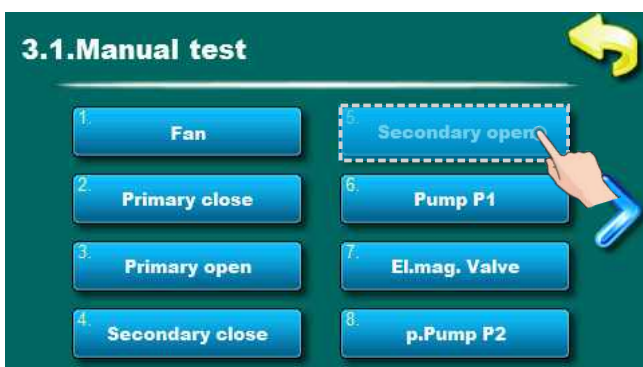 3.1.Manual test
1. Fan
2. Primary close
3. Primary open
4. Secondary close
5. Secondary open
6. Pump P1
7. El.mag. Valve
8. p.Pump P2